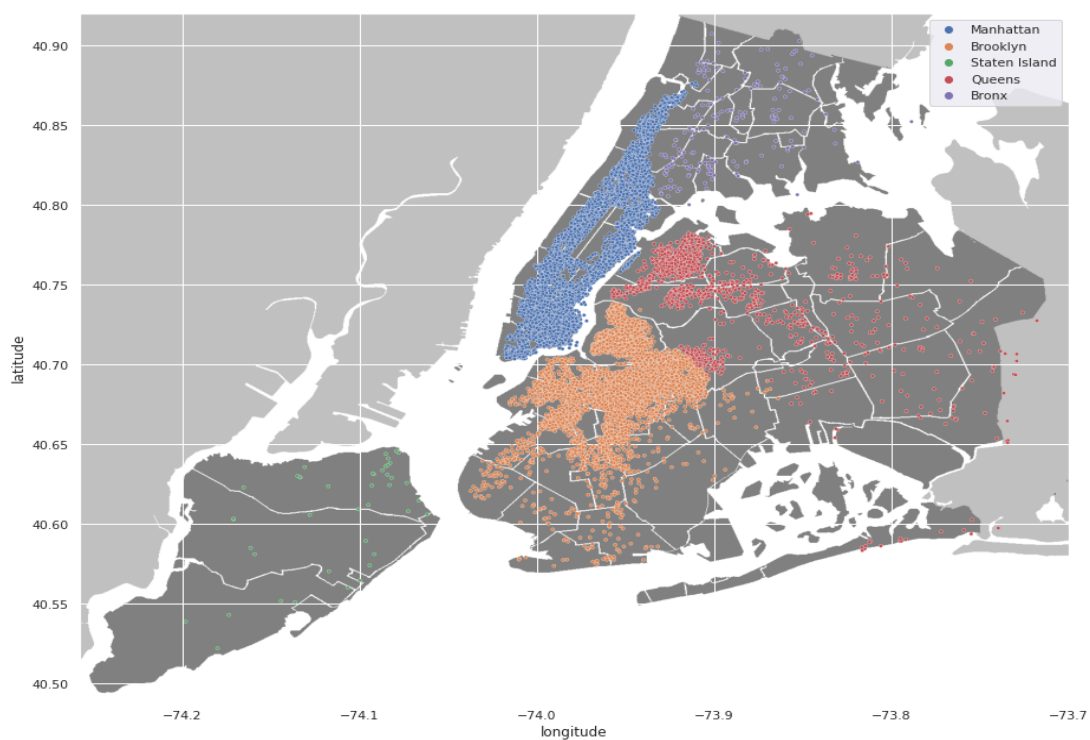 40.90
40.85
40.80
40.75
40.70
40.65
40.60
40.55
40.50
latitude
Manhattan
Brooklyn
Staten Island
Queens
Bronx
−74.2
−74.1
−74.0
−73.9
−73.8
−73.7
longitude